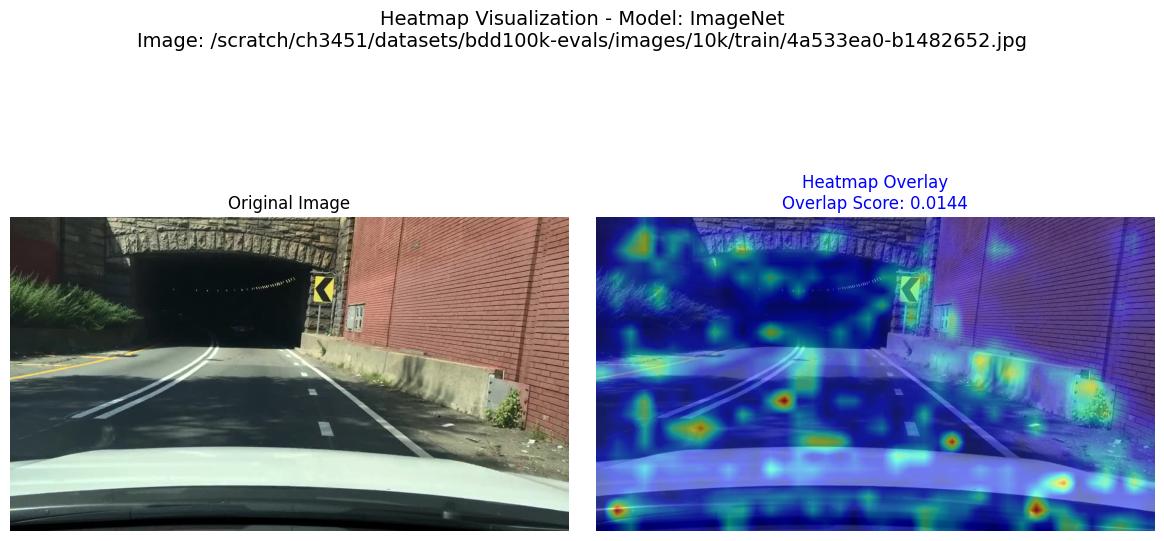 Heatmap Visualization - Model: ImageNet
Image: /scratch/ch3451/datasets/bdd100k-evals/images/10k/train/4a533ea0-b1482652.jpg
Original Image
Heatmap Overlay
Overlap Score: 0.0144